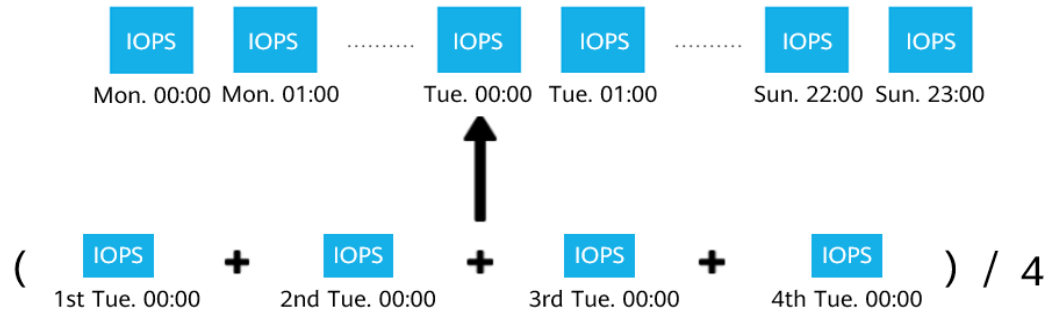 IOPS IOPS .......... IOPS IOPS .......... IOPS IOPS
Mon. 00:00 Mon. 01:00 Tue. 00:00 Tue. 01:00 Sun. 22:00 Sun. 23:00
( IOPS + IOPS + IOPS + IOPS ) / 4
1st Tue. 00:00 2nd Tue. 00:00 3rd Tue. 00:00 4th Tue. 00:00